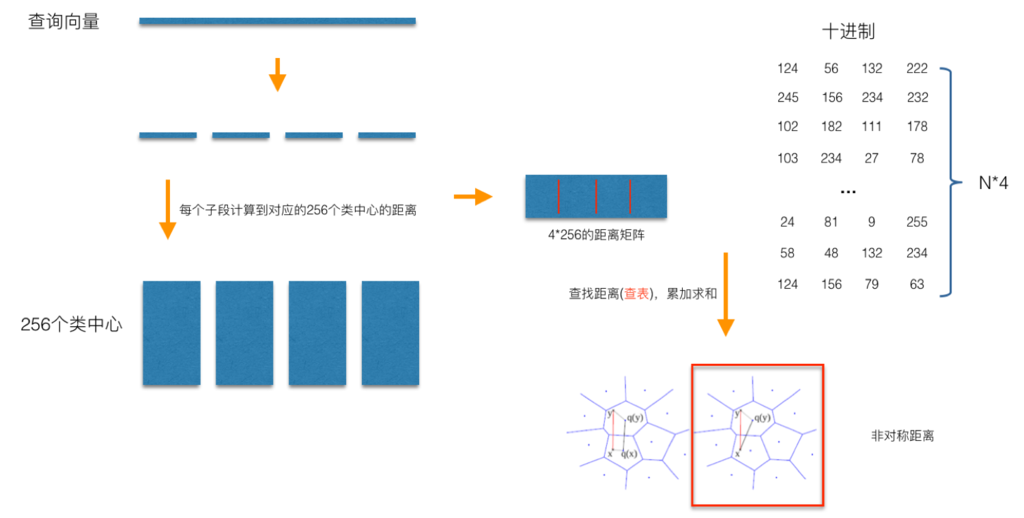 查询向量
每个子段计算到对应的256个类中心的距离
256个类中心
4*256的距离矩阵
查找距离(查表)，累加求和
十进制
124 56 132 222
245 156 234 232
102 182 111 178
103 234 27 78
...
24 81 9 255
58 48 132 234
124 156 79 63
N*4
y q(y)
x q(x)
y q(y)
x
非对称距离